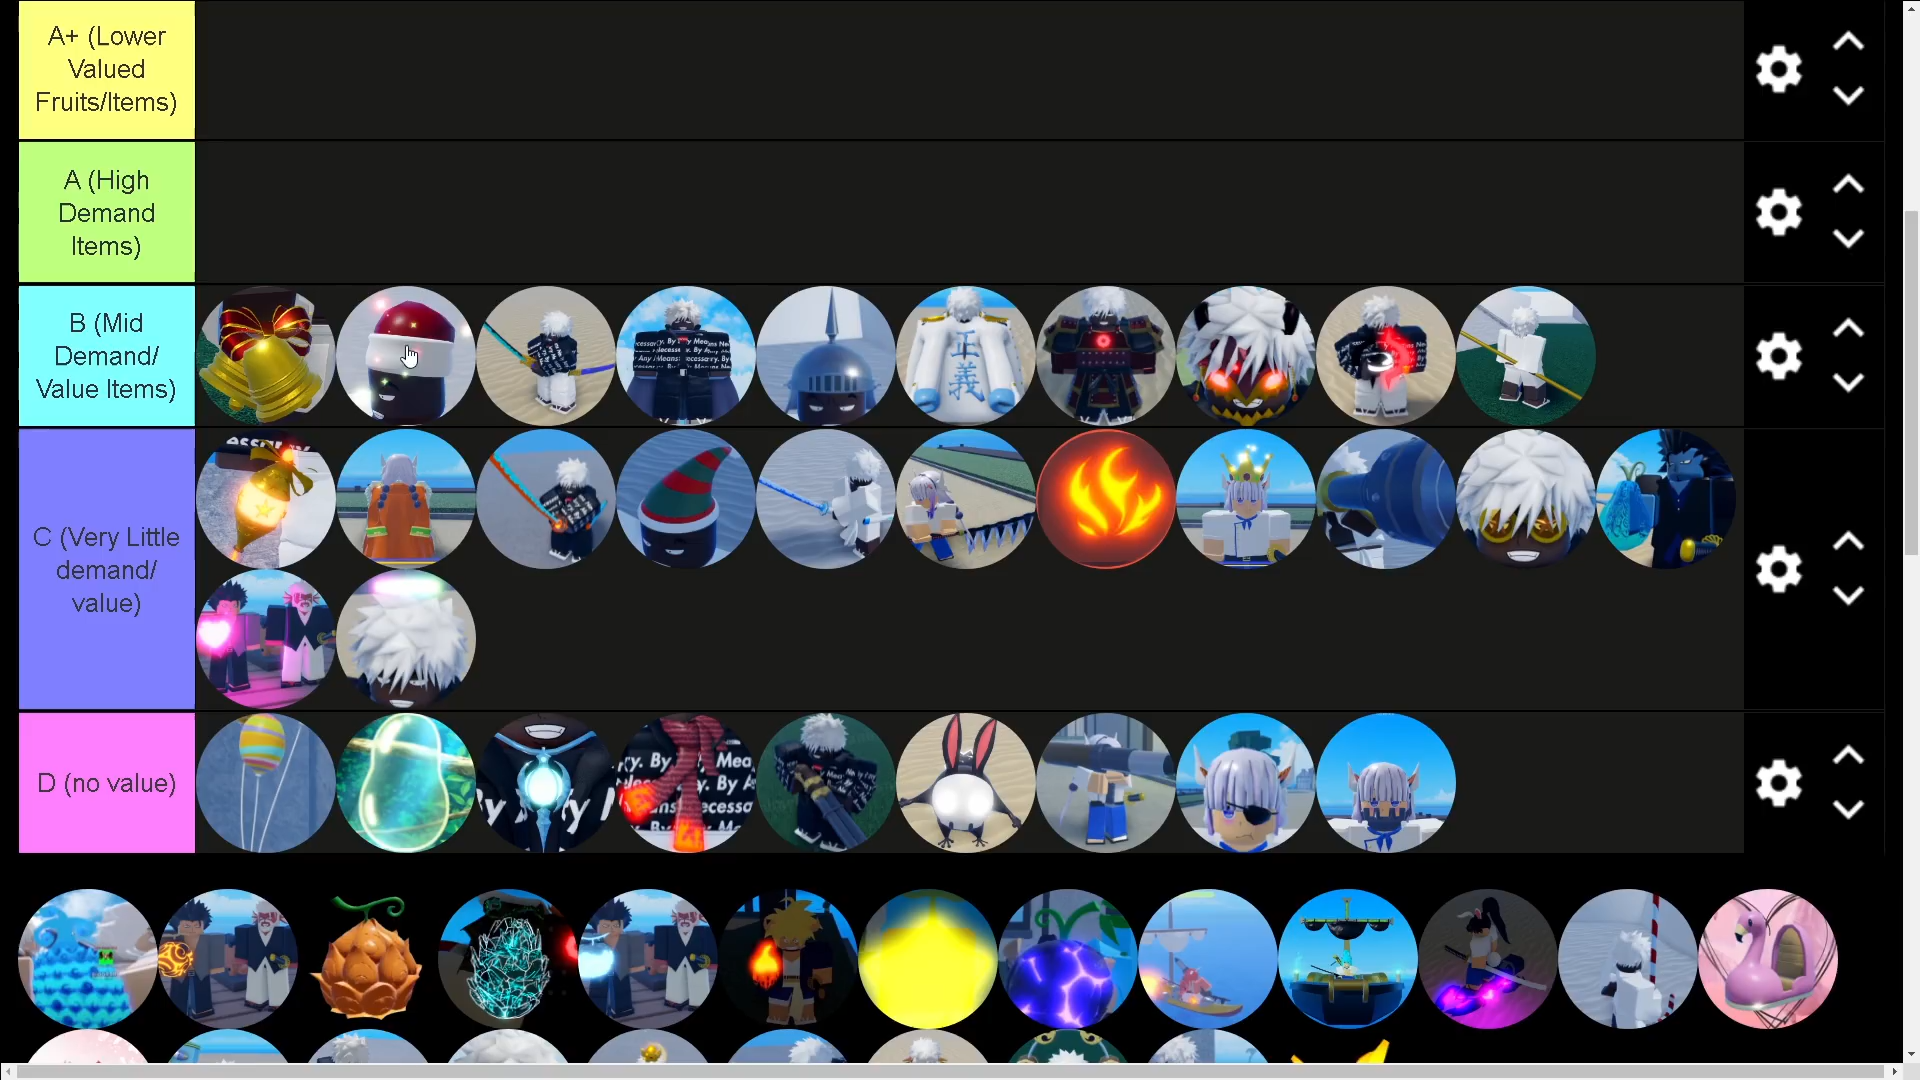 A+ (Lower
Valued
Fruits/Items)
A (High
Demand
Items)
B (Mid
Demand/
Value Items)
正
義
C (Very Little
demand/
value)
D (no value)